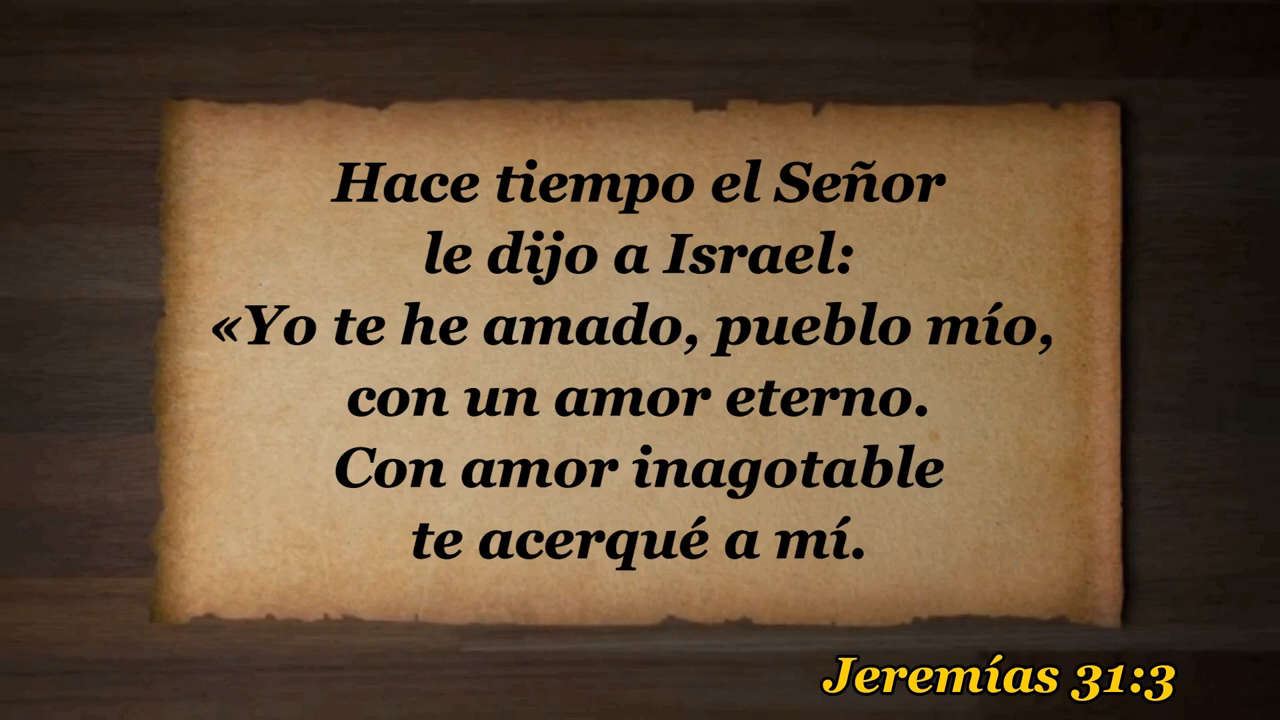 Hace tiempo el Señor
le dijo a Israel:
«Yo te he amado, pueblo mío,
con un amor eterno.
Con amor inagotable
te acerqué a mí.
Jeremías 31:3